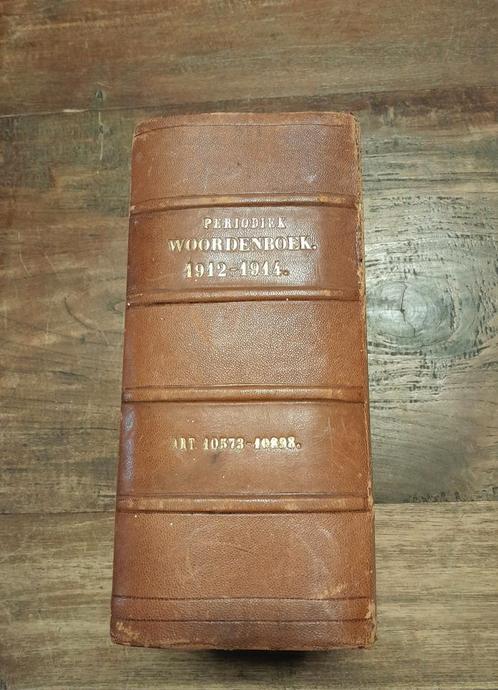 PERIODIEK
WOORDENBOEK.
1912-1914.
ART 10573-10898.